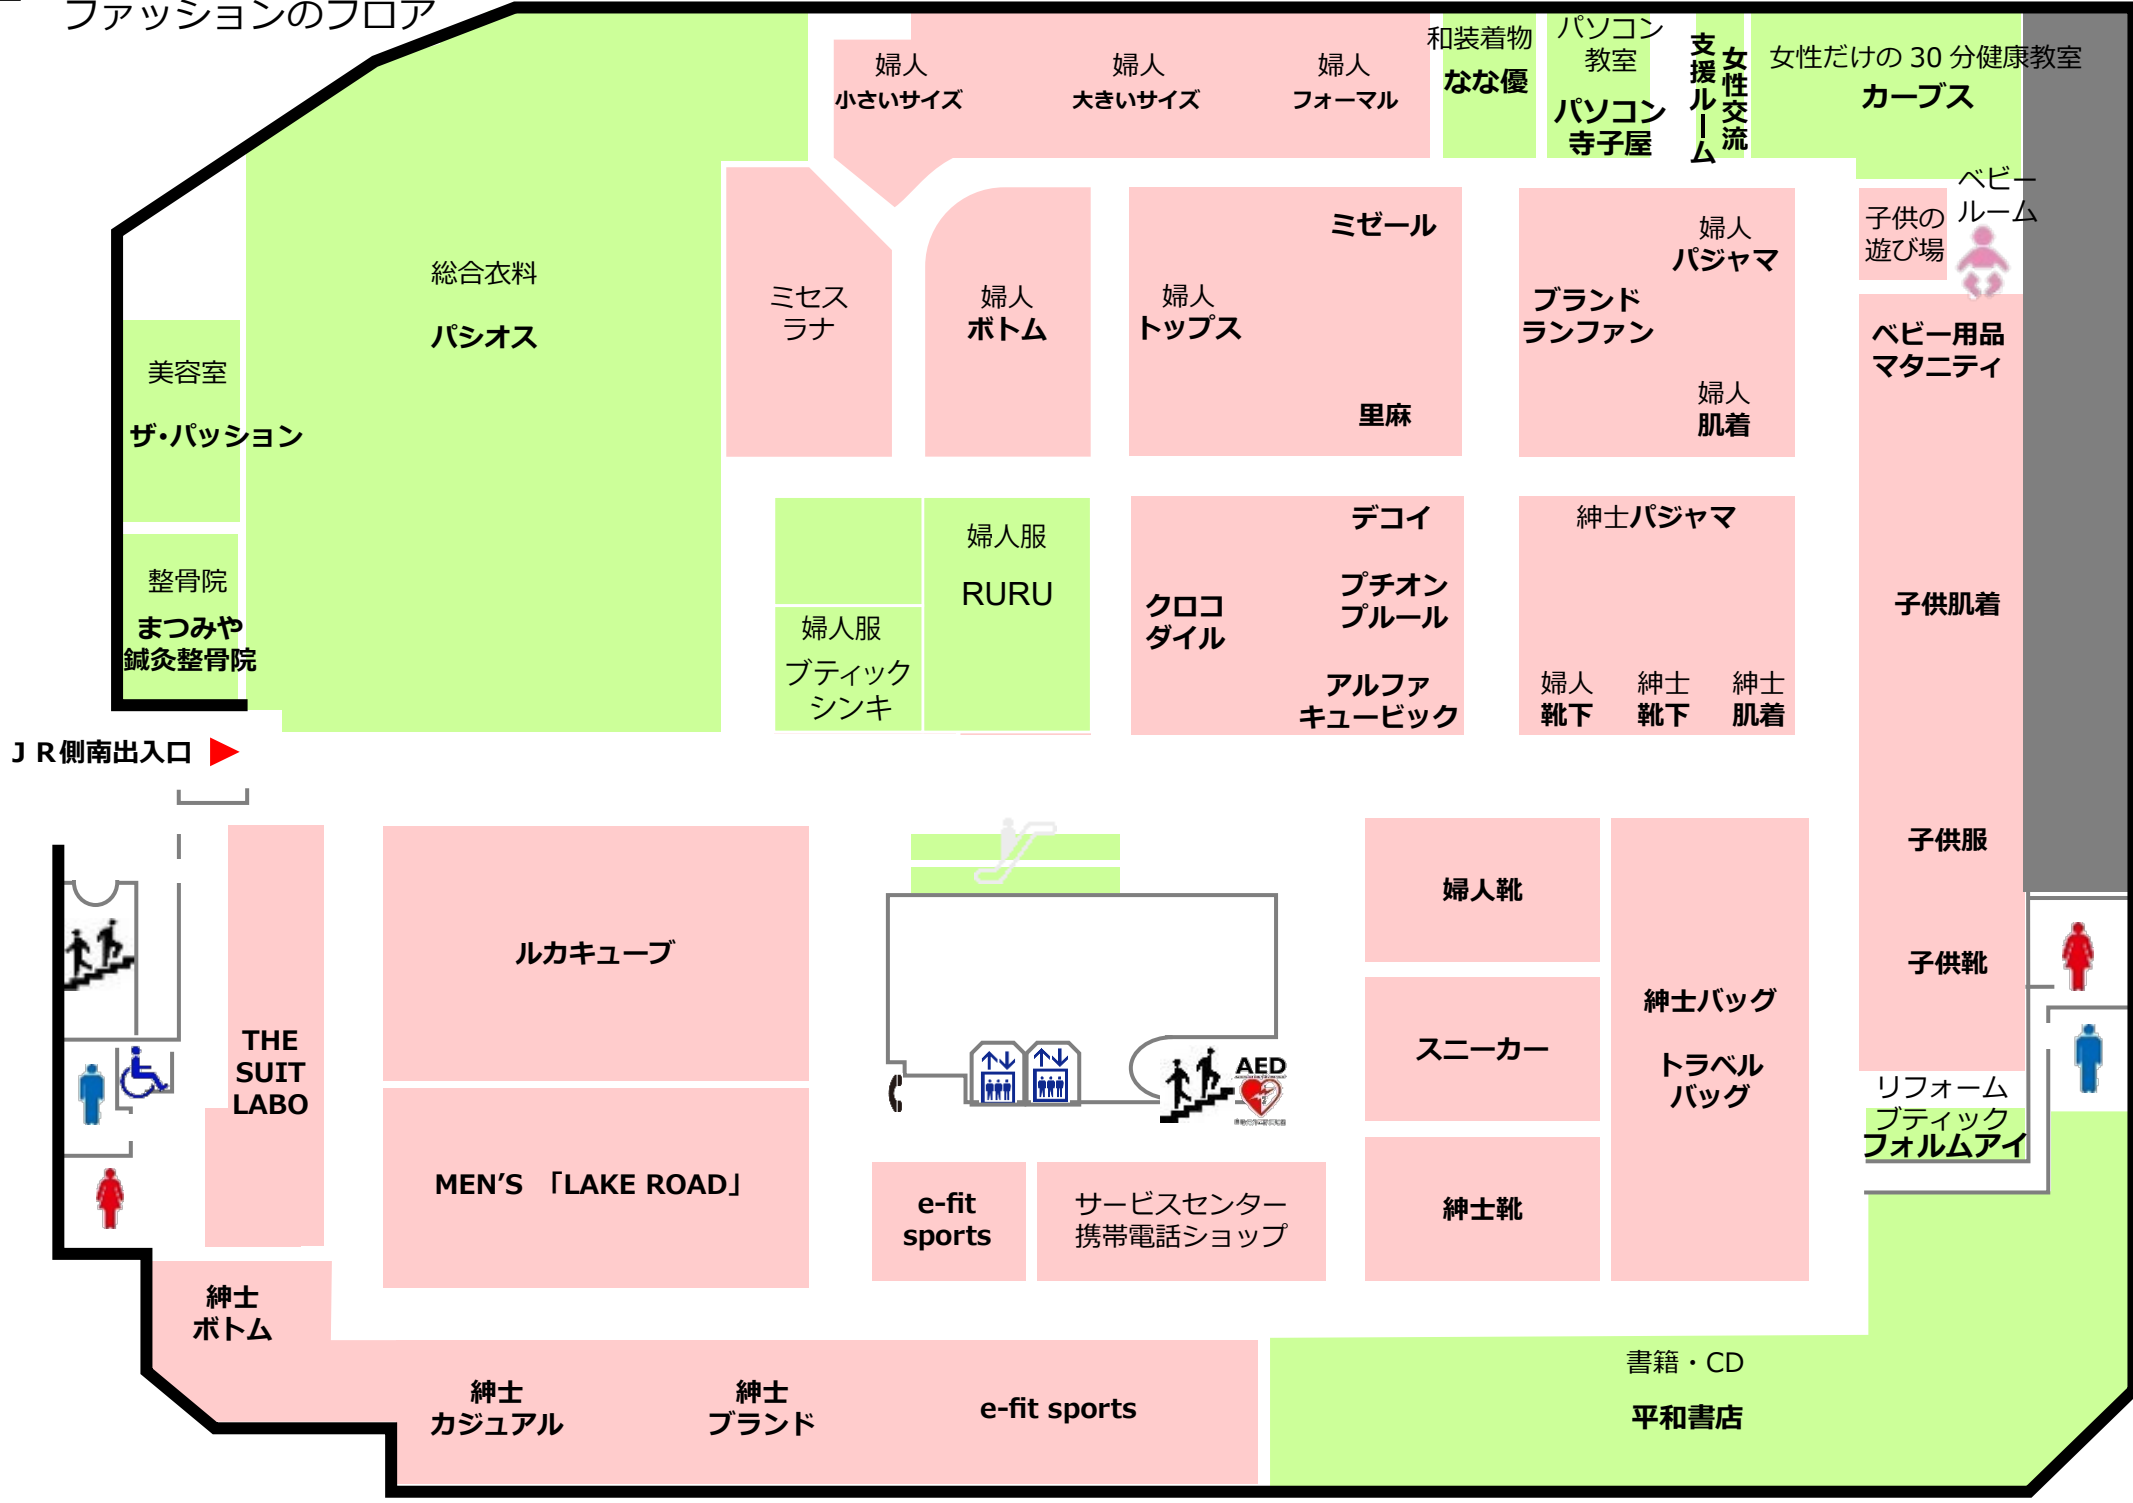 ファッションのフロア
婦人
小さいサイズ
婦人
大きいサイズ
婦人
フォーマル
和装着物
なな優
パソコン
教室
パソコン
寺子屋
女性交流
支援ルーム
女性だけの 30 分健康教室
カーブス
ベビー
ルーム
子供の
遊び場
総合衣料
パシオス
ミセス
ラナ
婦人
ボトム
婦人
トップス
ミゼール
里麻
ブランド
ランファン
婦人
パジャマ
婦人
肌着
ベビー用品
マタニティ
美容室
ザ・パッション
整骨院
まつみや
鍼灸整骨院
婦人服
RURU
婦人服
ブティック
シンキ
クロコ
ダイル
デコイ
プチオン
プルール
アルファ
キュービック
紳士パジャマ
婦人
靴下
紳士
靴下
紳士
肌着
子供肌着
子供服
子供靴
ＪＲ側南出入口
THE
SUIT
LABO
ルカキューブ
MEN’S 「LAKE ROAD」
AED
婦人靴
スニーカー
紳士靴
紳士バッグ
トラベル
バッグ
リフォーム
ブティック
フォルムアイ
e-fit
sports
サービスセンター
携帯電話ショップ
紳士
ボトム
紳士
カジュアル
紳士
ブランド
e-fit sports
書籍・CD
平和書店